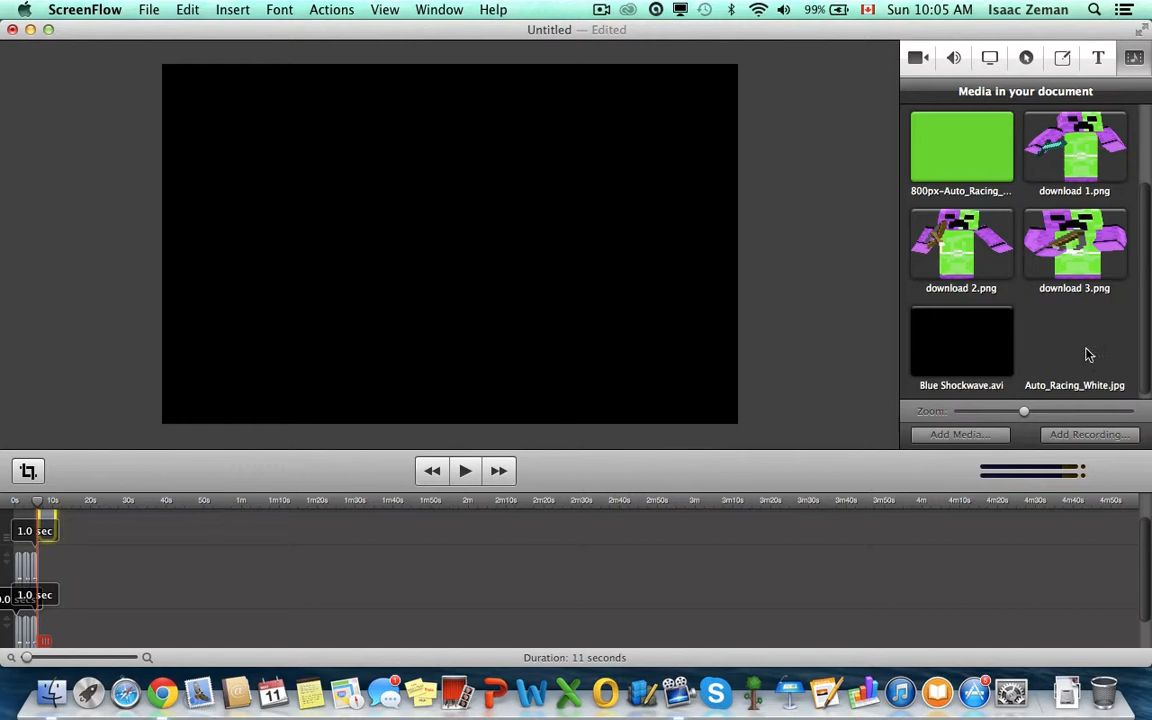 ScreenFlow File Edit Insert Font Actions View Window Help 99% Sun 10:05 AM Isaac Zeman
Untitled — Edited
T
Media in your document
800px-Auto_Racing_... download 1.png
download 2.png download 3.png
Blue Shockwave.avi Auto_Racing_White.jpg
Zoom:
Add Media... Add Recording...
0s 10s 20s 30s 40s 50s 1m 1m10s 1m20s 1m30s 1m40s 1m50s 2m 2m10s 2m20s 2m30s 2m40s 2m50s 3m 3m10s 3m20s 3m30s 3m40s 3m50s 4m 4m10s 4m20s 4m30s 4m40s 4m50s
1.0 sec
1.0 sec
Duration: 11 seconds
11
1